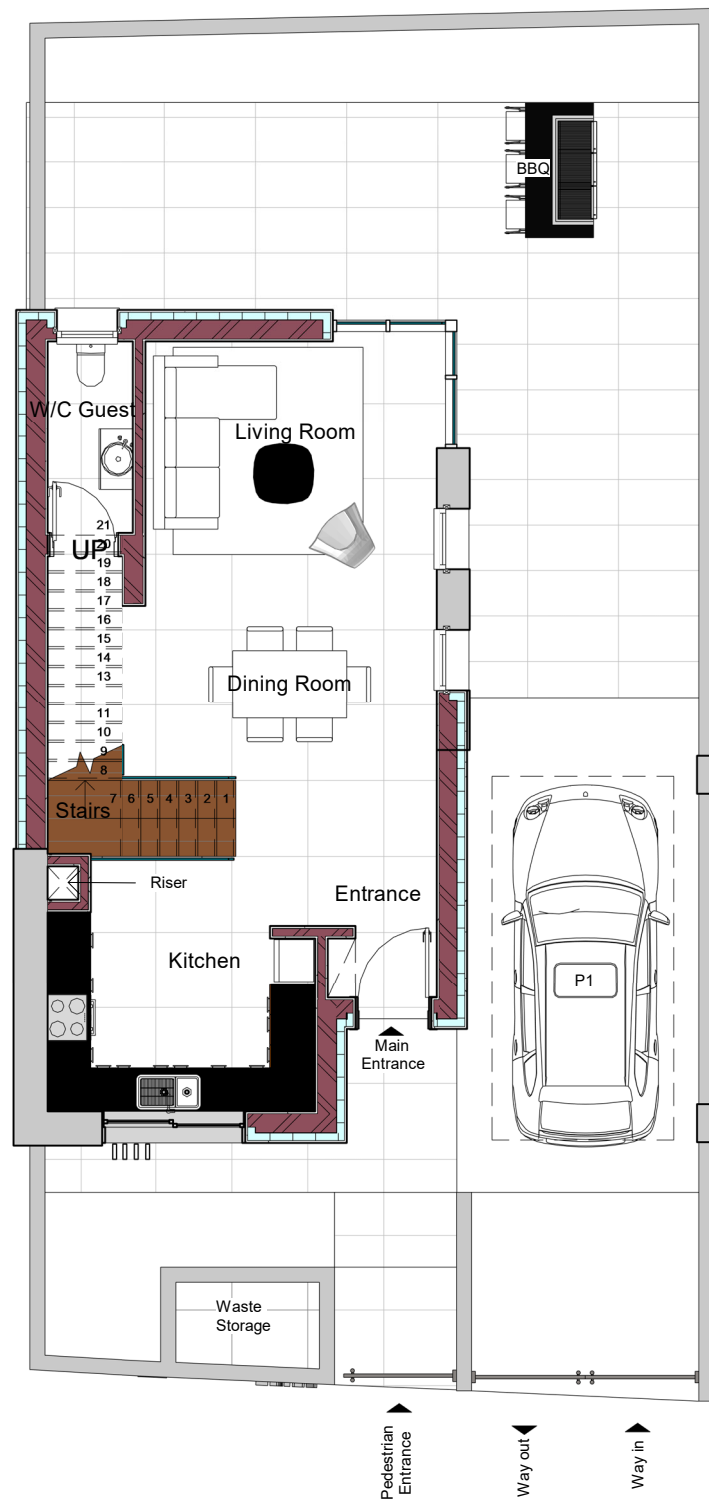 BBQ
W/C Guest
Living Room
21
UP
20
19
18
17
16
15
14
13
11
10
9
8
Dining Room
Stairs
7 6 5 4 3 2 1
Riser
Entrance
Kitchen
P1
Main
Entrance
Waste
Storage
Pedestrian
Entrance
Way out
Way in